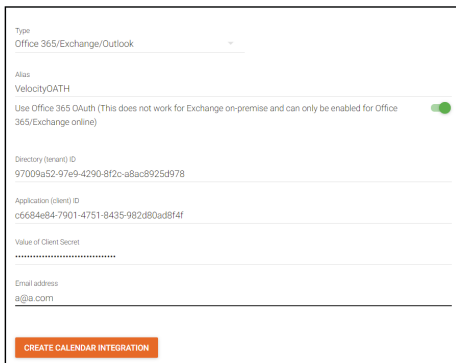 Type
Office 365/Exchange/Outlook
Alias
VelocityOATH
Use Office 365 OAuth (This does not work for Exchange on-premise and can only be enabled for Office
365/Exchange online)
Directory (tenant) ID
97009a52-97e9-4290-8f2c-a8ac8925d978
Application (client) ID
c6684e84-7901-4751-8435-982d80ad8f4f
Value of Client Secret
••••••••••••••••••••••••••••••••••
Email address
a@a.com
CREATE CALENDAR INTEGRATION